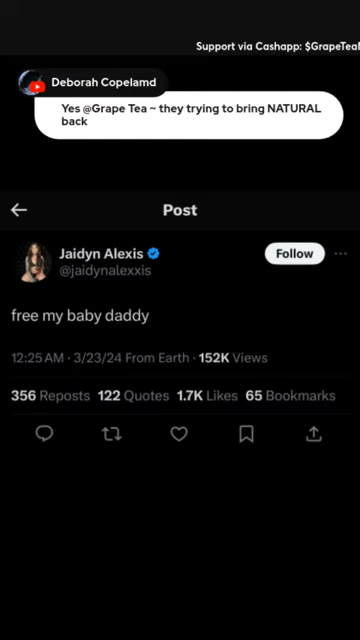 Support via Cashapp: $GrapeTea
Deborah Copelamd
Yes @Grape Tea ~ they trying to bring NATURAL
back
Post
Jaidyn Alexis
Follow
@jaidynalexxis
free my baby daddy
12:25 AM · 3/23/24 From Earth · 152K Views
356 Reposts 122 Quotes 1.7K Likes 65 Bookmarks